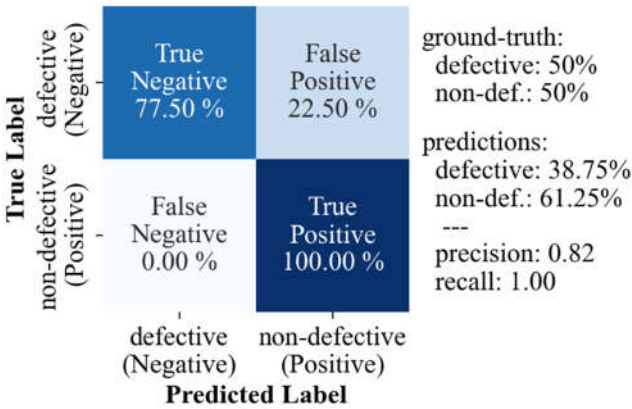 True Label
defective
(Negative)
non-defective
(Positive)
True
Negative
77.50 %
False
Positive
22.50 %
False
Negative
0.00 %
True
Positive
100.00 %
defective
(Negative)
non-defective
(Positive)
Predicted Label
ground-truth:
defective: 50%
non-def.: 50%
predictions:
defective: 38.75%
non-def.: 61.25%
---
precision: 0.82
recall: 1.00